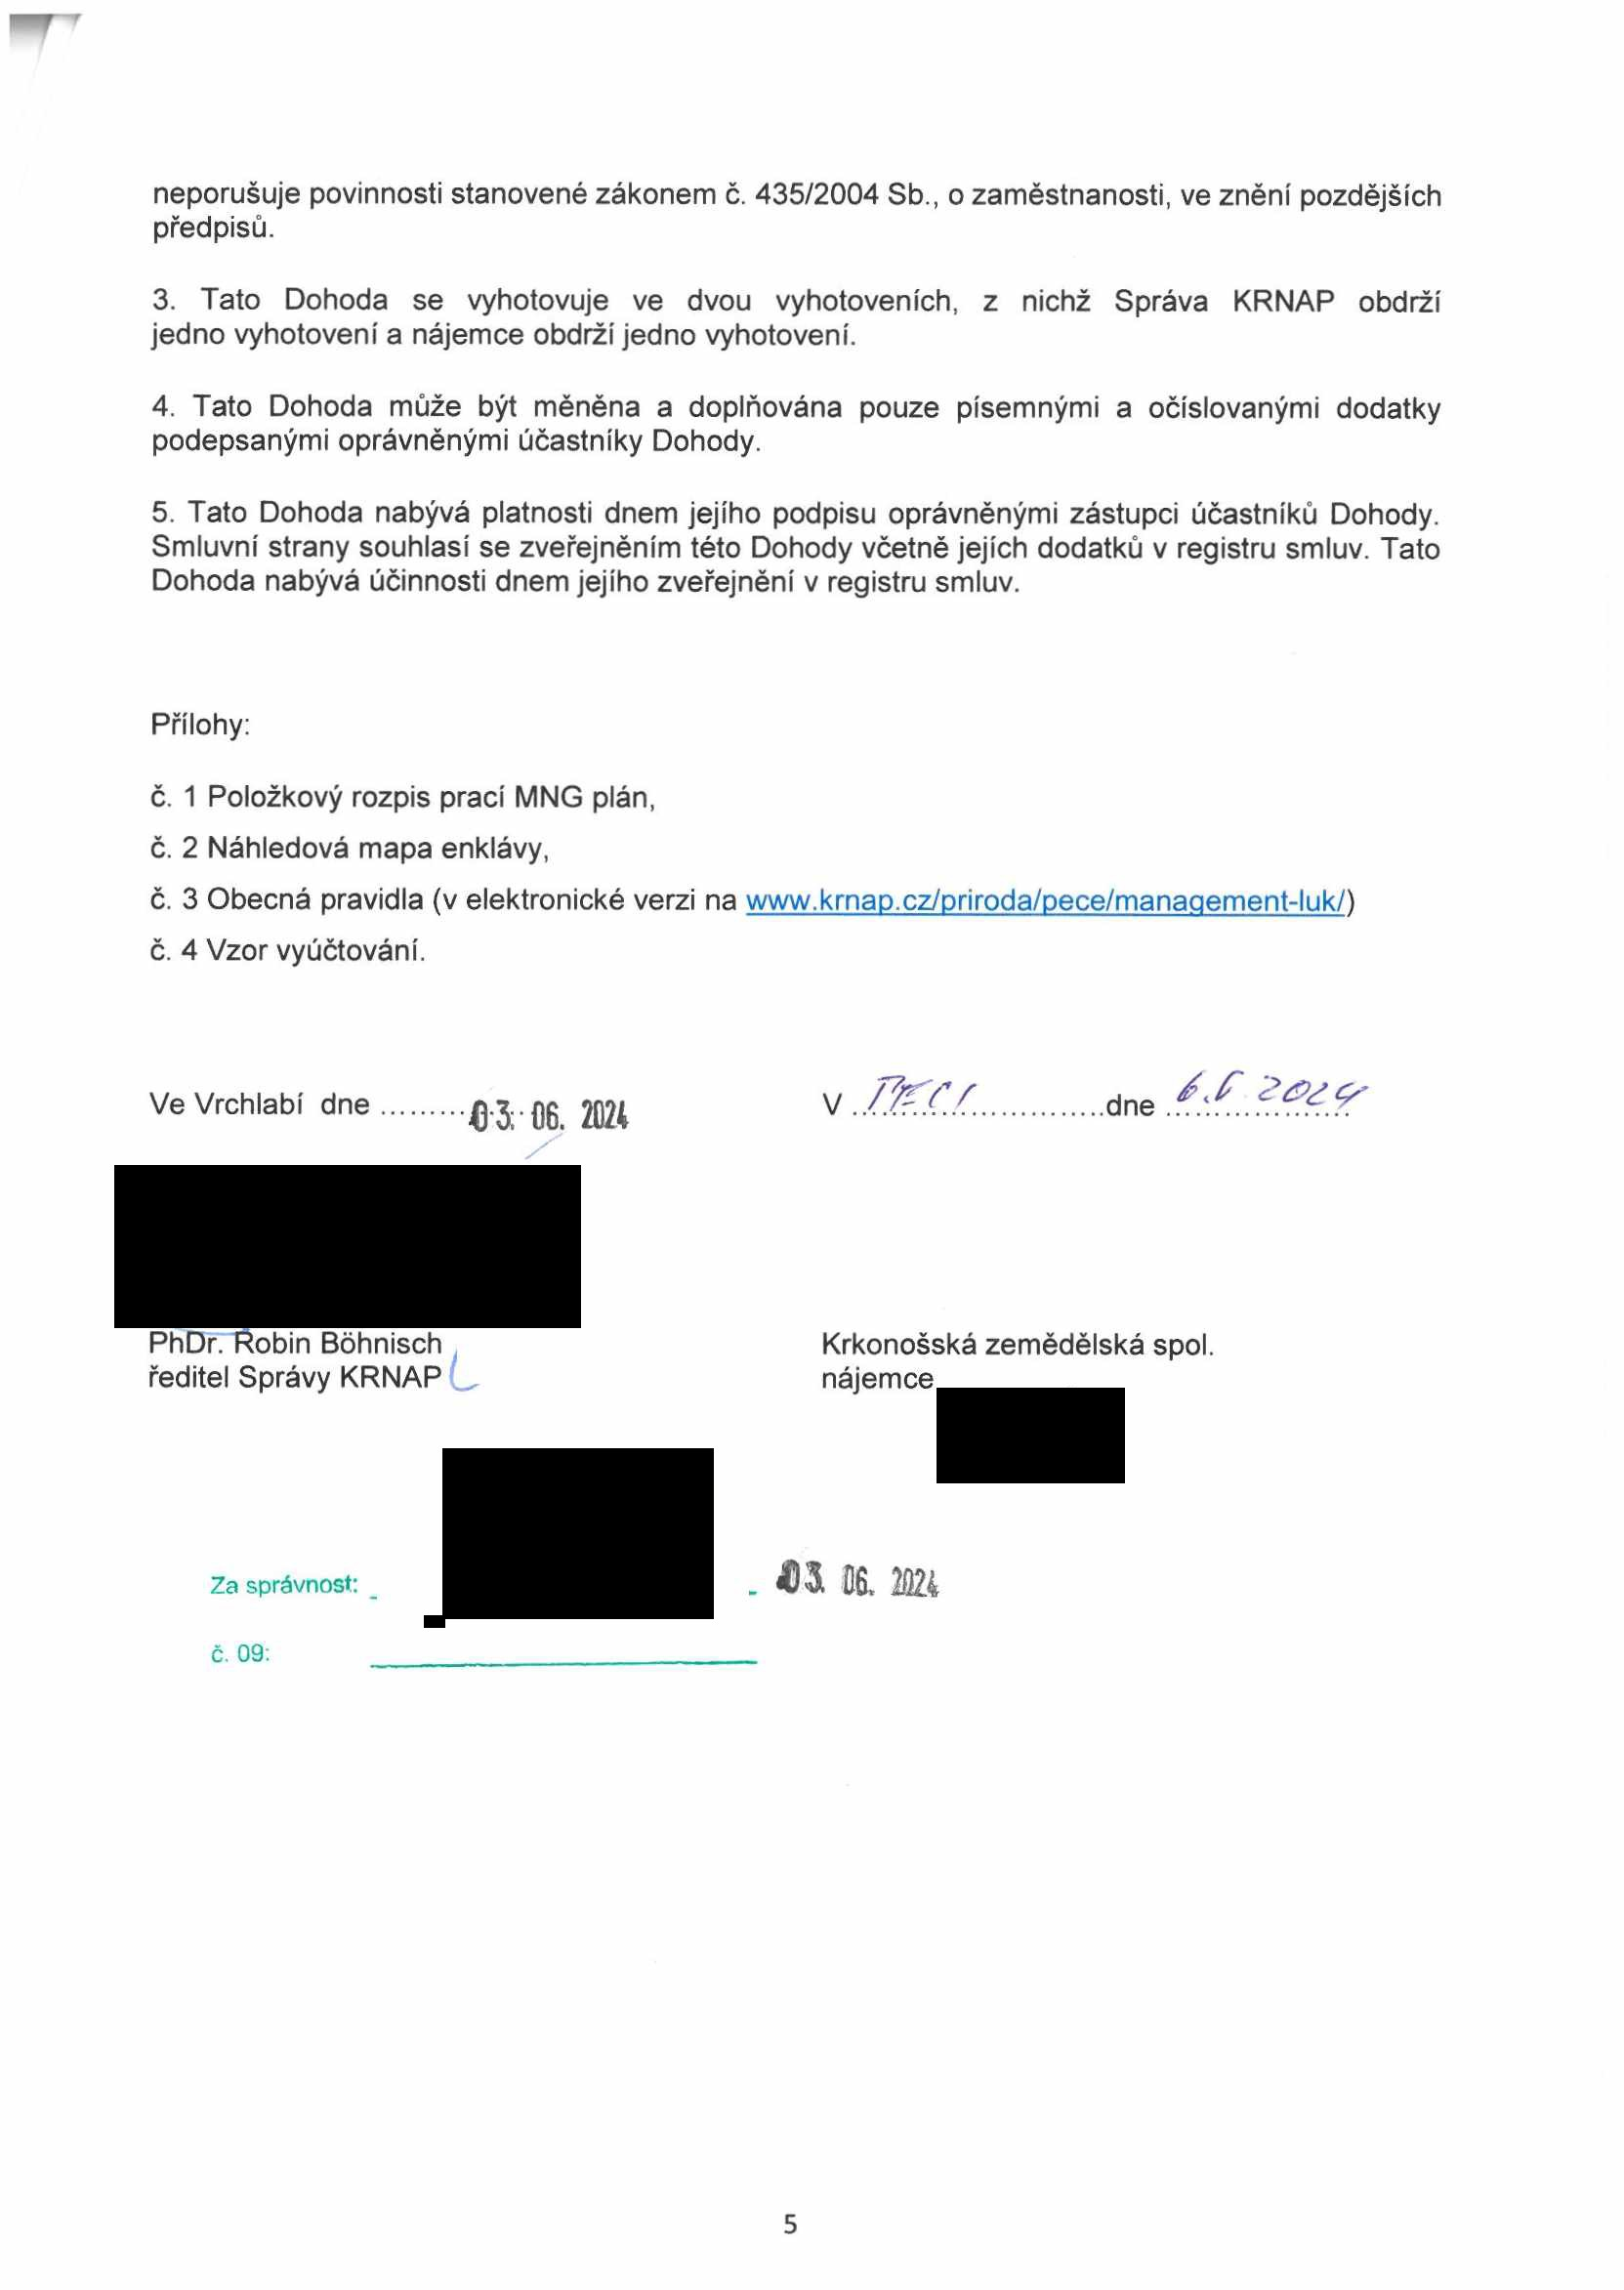 neporušuje povinnosti stanovené zákonem č. 435/2004 Sb., o zaměstnanosti, ve znění pozdějších
předpisů.
3. Tato Dohoda se vyhotovuje ve dvou vyhotoveních, z nichž Správa KRNAP obdrží
jedno vyhotovení a nájemce obdrží jedno vyhotovení.
4. Tato Dohoda může být měněna a doplňována pouze písemnými a očíslovanými dodatky
podepsanými oprávněnými účastníky Dohody.
5. Tato Dohoda nabývá platnosti dnem jejího podpisu oprávněnými zástupci účastníků Dohody.
Smluvní strany souhlasí se zveřejněním této Dohody včetně jejích dodatků v registru smluv. Tato
Dohoda nabývá účinnosti dnem jejího zveřejnění v registru smluv.
Přílohy:
č. 1 Položkový rozpis prací MNG plán,
č. 2 Náhledová mapa enklávy,
č. 3 Obecná pravidla (v elektronické verzi na www.krnap.cz/priroda/pece/management-luk/)
č. 4 Vzor vyúčtování.
Ve Vrchlabí dne .........03. 06. 2024
V PECI dne 2024
PhDr. Robin Böhnisch
ředitel Správy KRNAP
Krkonošská zemědělská spol.
nájemce
Za správnost: 03. 06. 2024
č. 09:
5